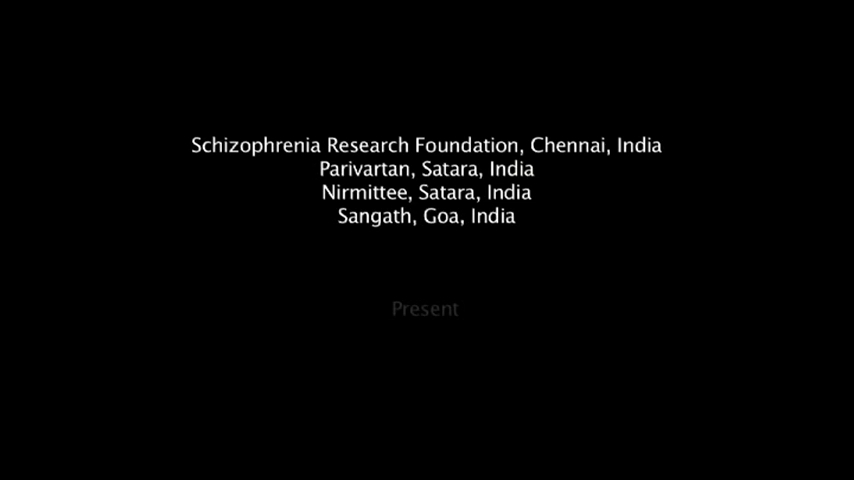 Schizophrenia Research Foundation, Chennai, India
Parivartan, Satara, India
Nirmittee, Satara, India
Sangath, Goa, India
Present